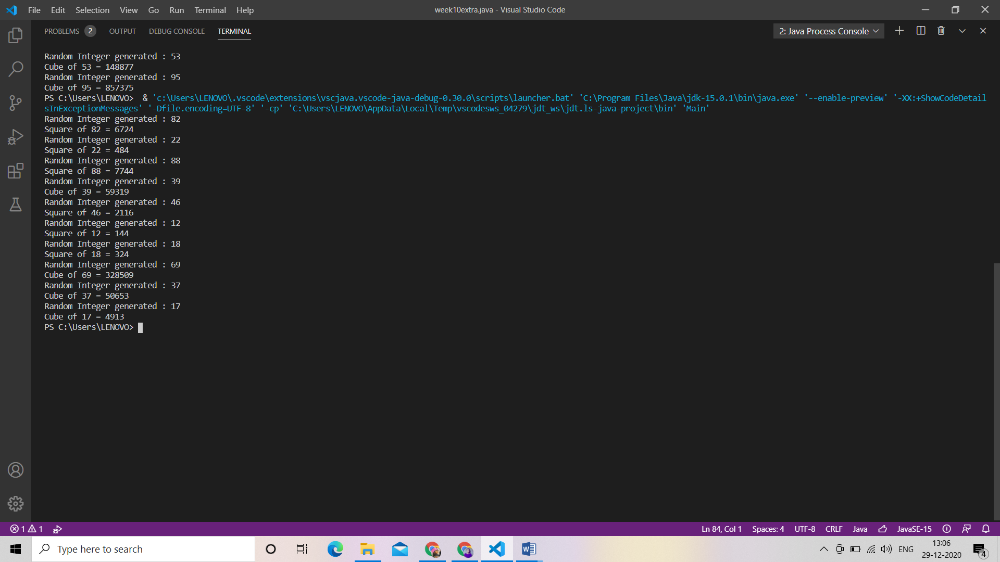 File Edit Selection View Go Run Terminal Help
week10extra.java - Visual Studio Code
PROBLEMS 2 OUTPUT DEBUG CONSOLE TERMINAL
2: Java Process Console
Random Integer generated : 53
Cube of 53 = 148877
Random Integer generated : 95
Cube of 95 = 857375
PS C:\Users\LENOVO>  & 'c:\Users\LENOVO\.vscode\extensions\vscjava.vscode-java-debug-0.30.0\scripts\launcher.bat' 'C:\Program Files\Java\jdk-15.0.1\bin\java.exe' '--enable-preview' '-XX:+ShowCodeDetail
sInExceptionMessages' '-Dfile.encoding=UTF-8' '-cp' 'C:\Users\LENOVO\AppData\Local\Temp\vscodesws_04279\jdt_ws\jdt.ls-java-project\bin' 'Main'
Random Integer generated : 82
Square of 82 = 6724
Random Integer generated : 22
Square of 22 = 484
Random Integer generated : 88
Square of 88 = 7744
Random Integer generated : 39
Cube of 39 = 59319
Random Integer generated : 46
Square of 46 = 2116
Random Integer generated : 12
Square of 12 = 144
Random Integer generated : 18
Square of 18 = 324
Random Integer generated : 69
Cube of 69 = 328509
Random Integer generated : 37
Cube of 37 = 50653
Random Integer generated : 17
Cube of 17 = 4913
PS C:\Users\LENOVO>
1 1
Ln 84, Col 1 Spaces: 4 UTF-8 CRLF Java JavaSE-15
Type here to search
ENG
13:06
29-12-2020
4